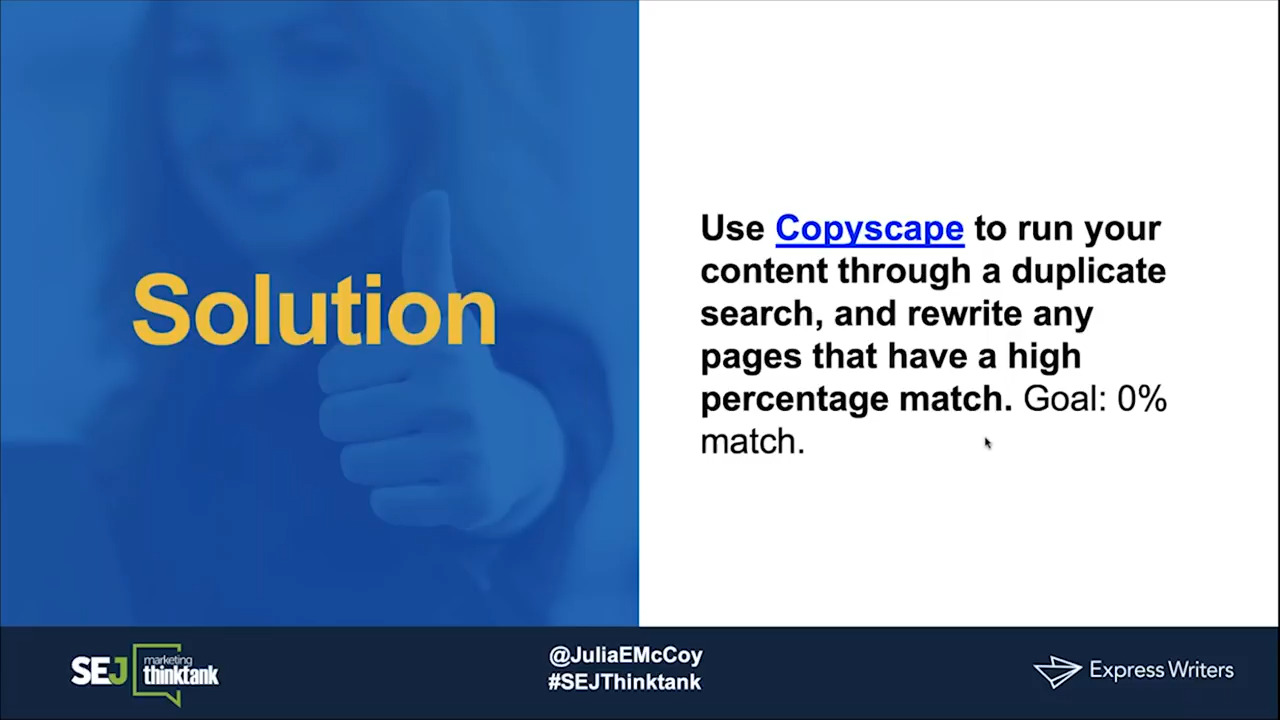 Solution
Use Copyscape to run your
content through a duplicate
search, and rewrite any
pages that have a high
percentage match. Goal: 0%
match.
SEJ
marketing
thinktank
@JuliaEMcCoy
#SEJThinktank
Express Writers